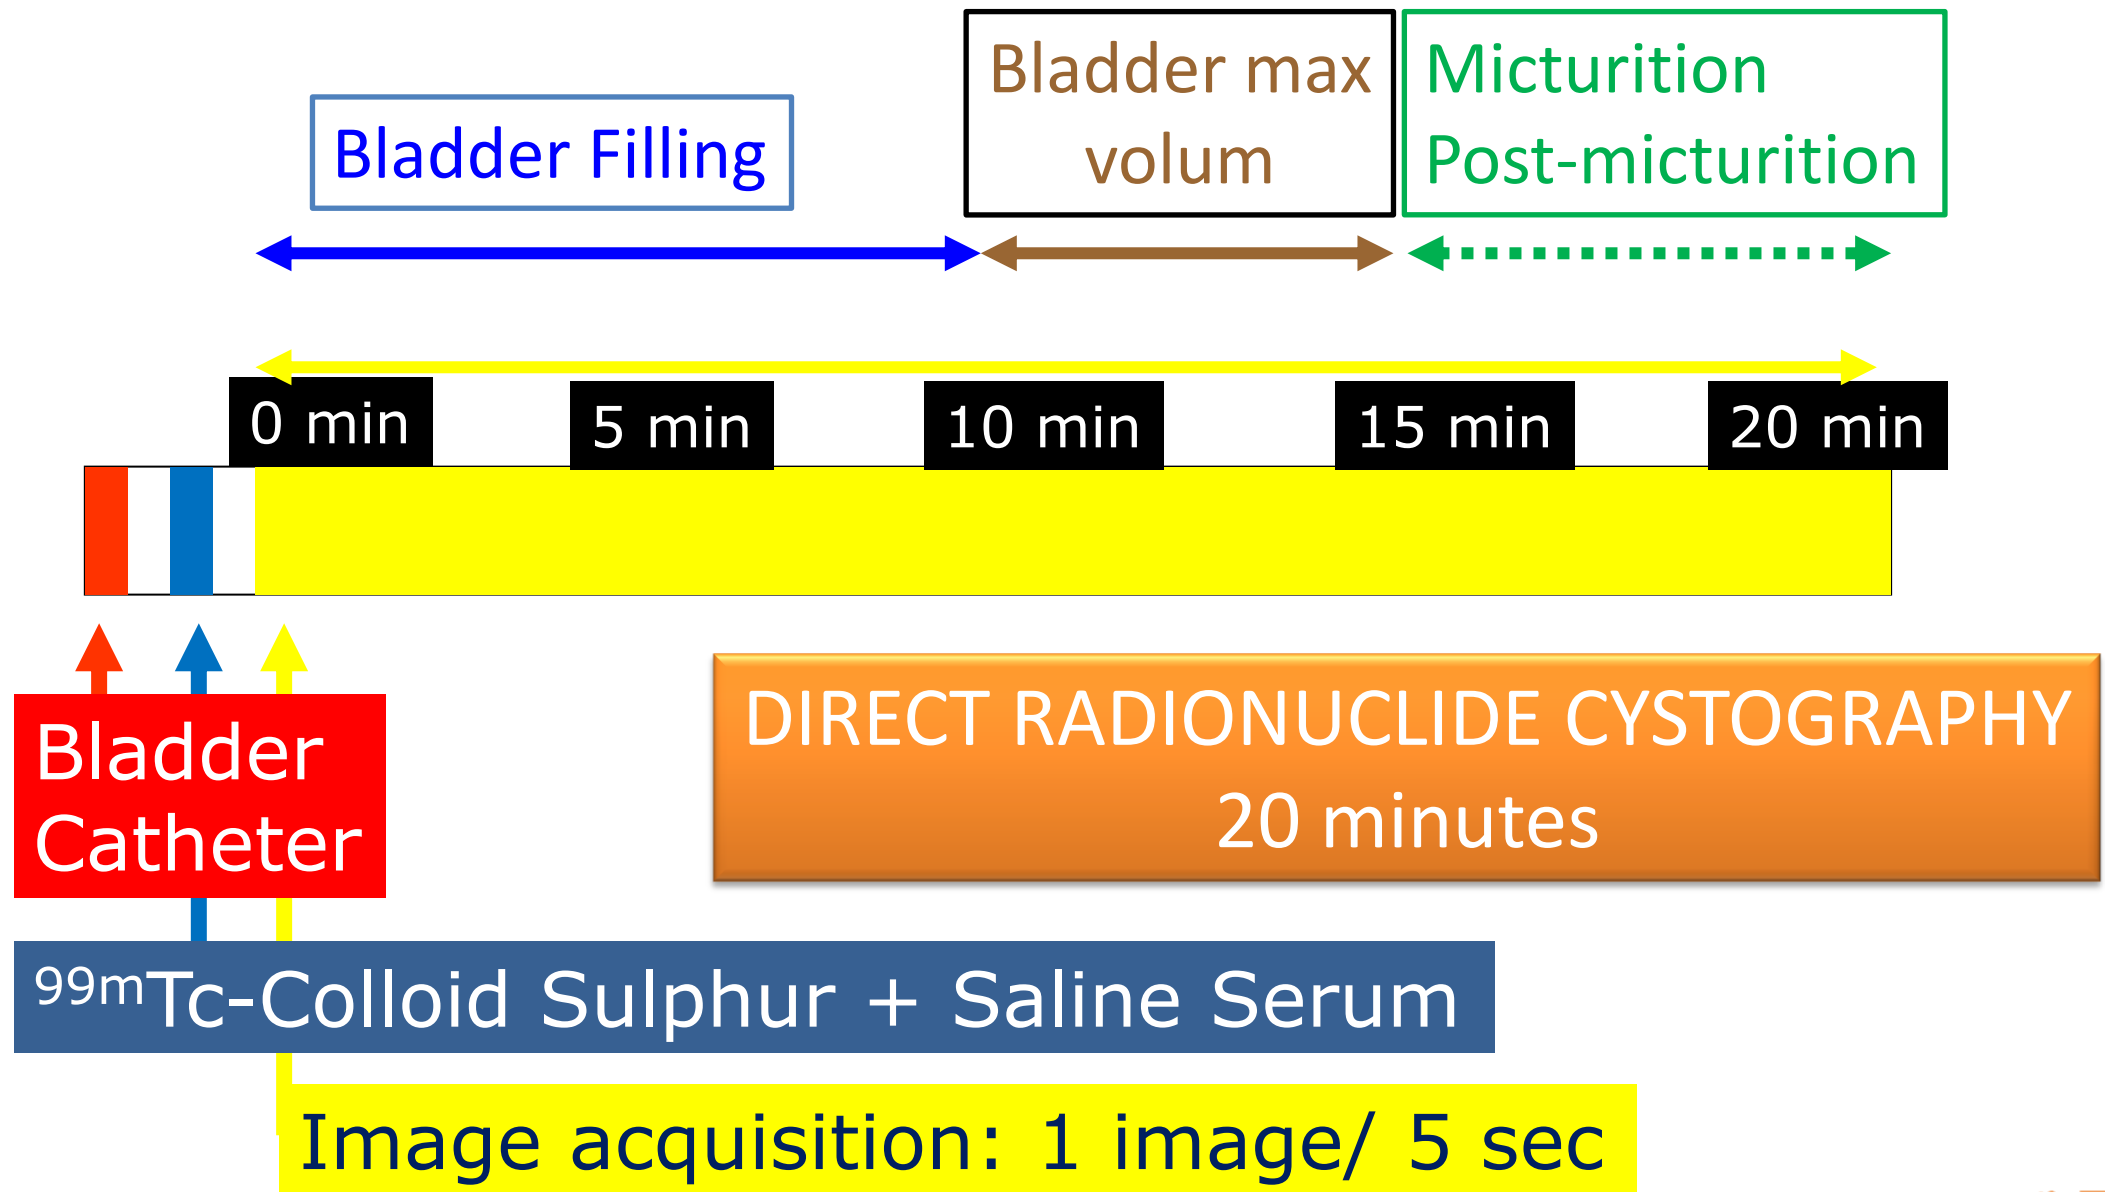 Bladder Filling
Bladder max
volum
Micturition
Post-micturition
0 min
5 min
10 min
15 min
20 min
Bladder
Catheter
DIRECT RADIONUCLIDE CYSTOGRAPHY
20 minutes
99mTc-Colloid Sulphur + Saline Serum
Image acquisition: 1 image/ 5 sec